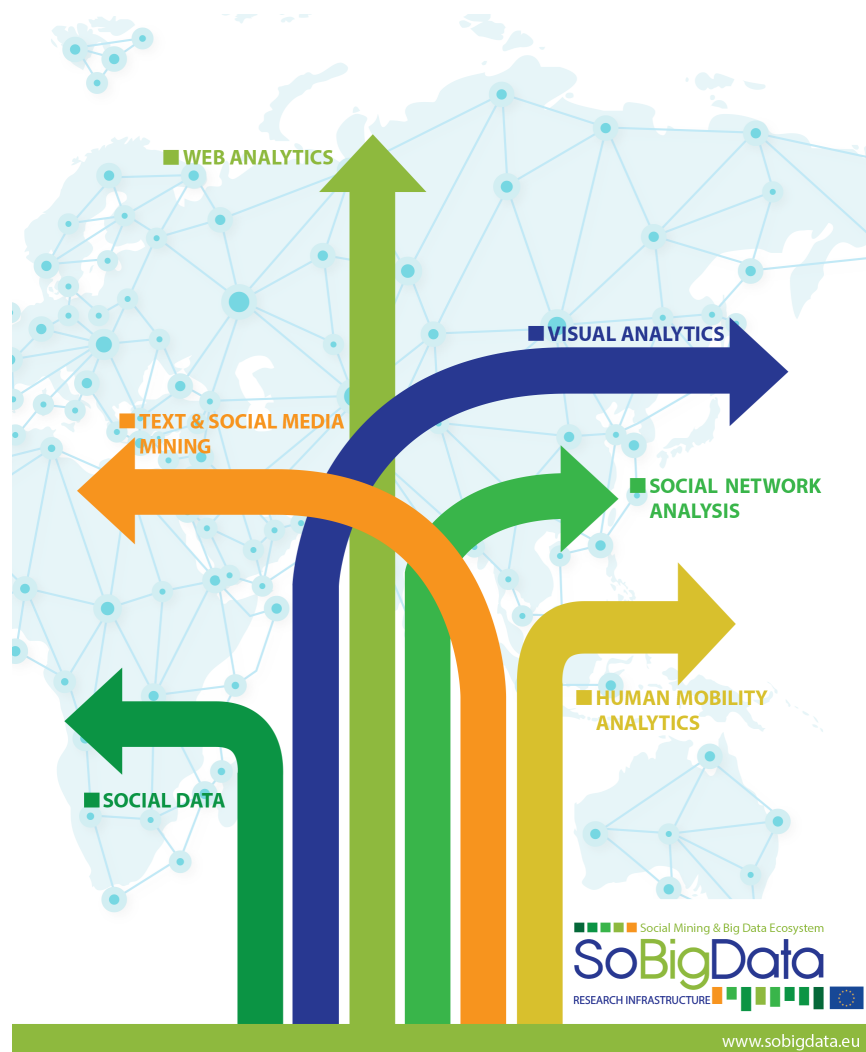 WEB ANALYTICS
VISUAL ANALYTICS
TEXT & SOCIAL MEDIA
MINING
SOCIAL NETWORK
ANALYSIS
HUMAN MOBILITY
ANALYTICS
SOCIAL DATA
Social Mining & Big Data Ecosystem
SoBigData
RESEARCH INFRASTRUCTURE
www.sobigdata.eu